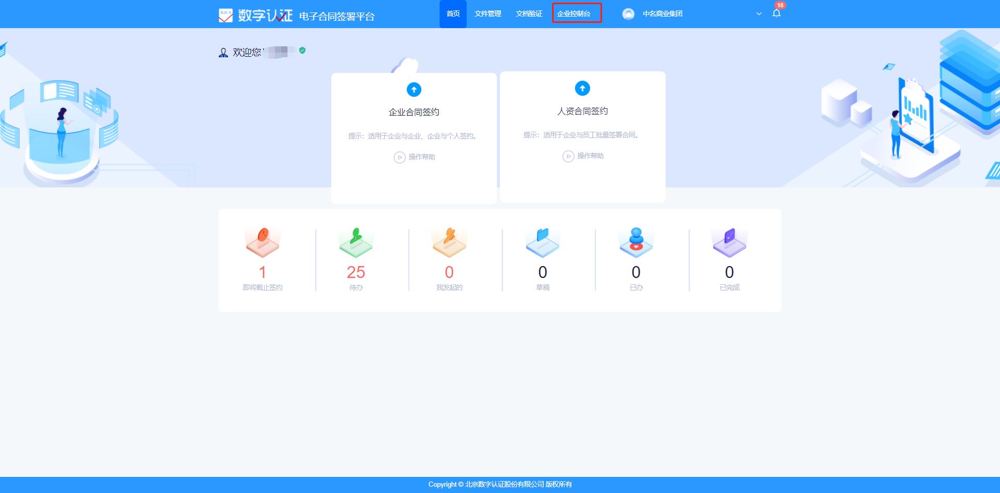 BJCA 数字认证 电子合同签署平台 首页 文件管理 文档验证 企业控制台 中名商业集团 18
欢迎您!
企业合同签约
提示：适用于企业与企业、企业与个人签约。
操作帮助
人资合同签约
提示：适用于企业与员工批量签署合同。
操作帮助
1
即将截止签约
25
待办
0
我发起的
0
草稿
0
已办
0
已完成
Copyright © 北京数字认证股份有限公司 版权所有